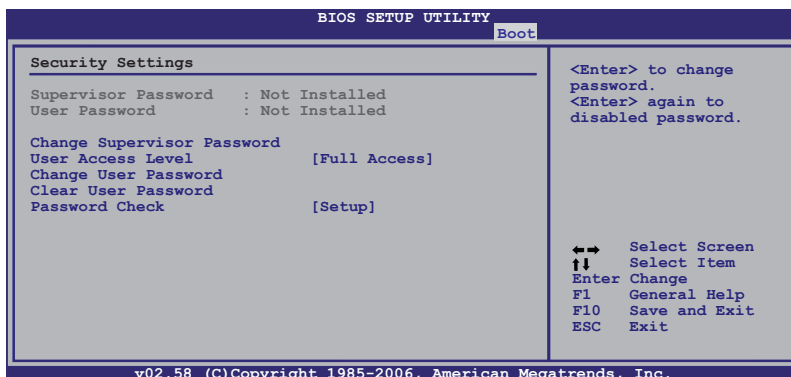 BIOS SETUP UTILITY
Boot
Security Settings
Supervisor Password : Not Installed
User Password : Not Installed
Change Supervisor Password
User Access Level [Full Access]
Change User Password
Clear User Password
Password Check [Setup]
<Enter> to change
password.
<Enter> again to
disabled password.
←→ Select Screen
↑↓ Select Item
Enter Change
F1 General Help
F10 Save and Exit
ESC Exit
v02.58 (C)Copyright 1985-2006, American Megatrends, Inc.